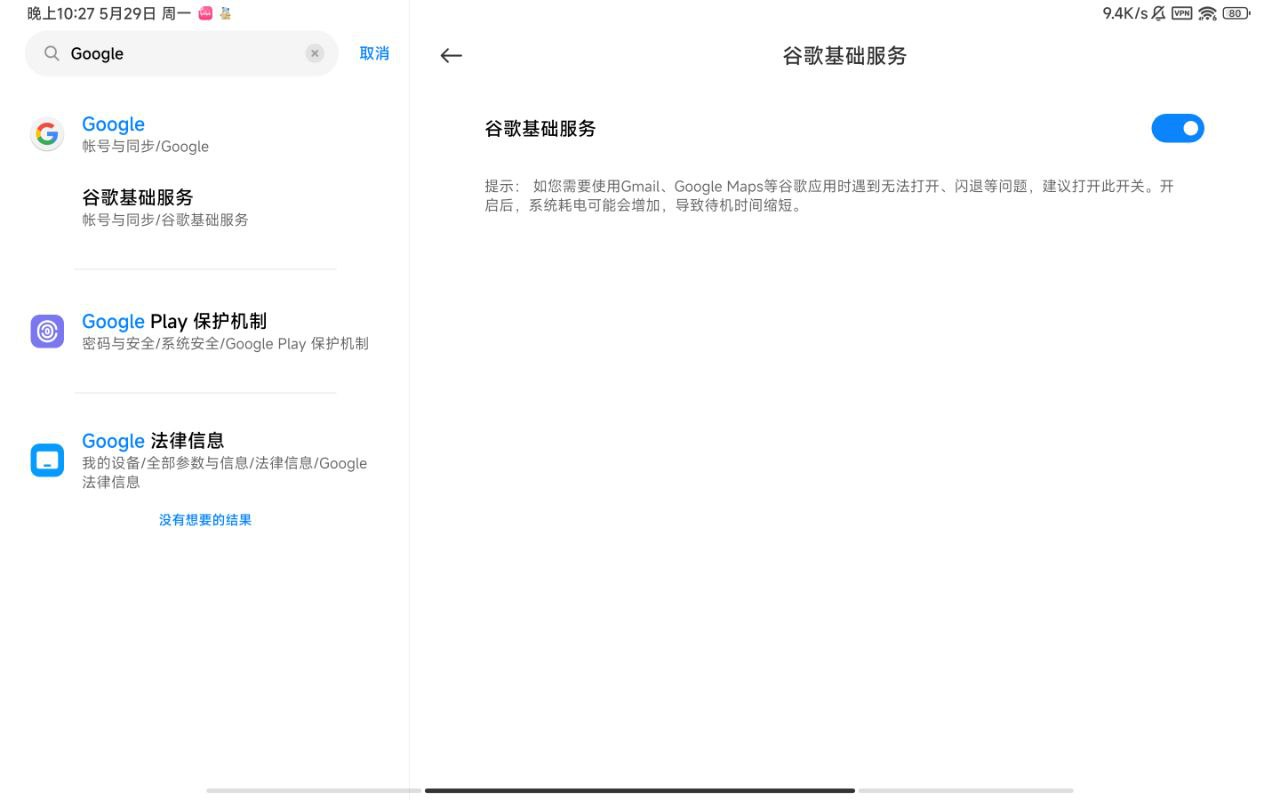 晚上10:27 5月29日 周一
9.4K/s
VPN
80
Google
取消
Google
帐号与同步/Google
谷歌基础服务
帐号与同步/谷歌基础服务
Google Play 保护机制
密码与安全/系统安全/Google Play 保护机制
Google 法律信息
我的设备/全部参数与信息/法律信息/Google
法律信息
没有想要的结果
谷歌基础服务
谷歌基础服务
提示： 如您需要使用Gmail、Google Maps等谷歌应用时遇到无法打开、闪退等问题，建议打开此开关。开
启后，系统耗电可能会增加，导致待机时间缩短。